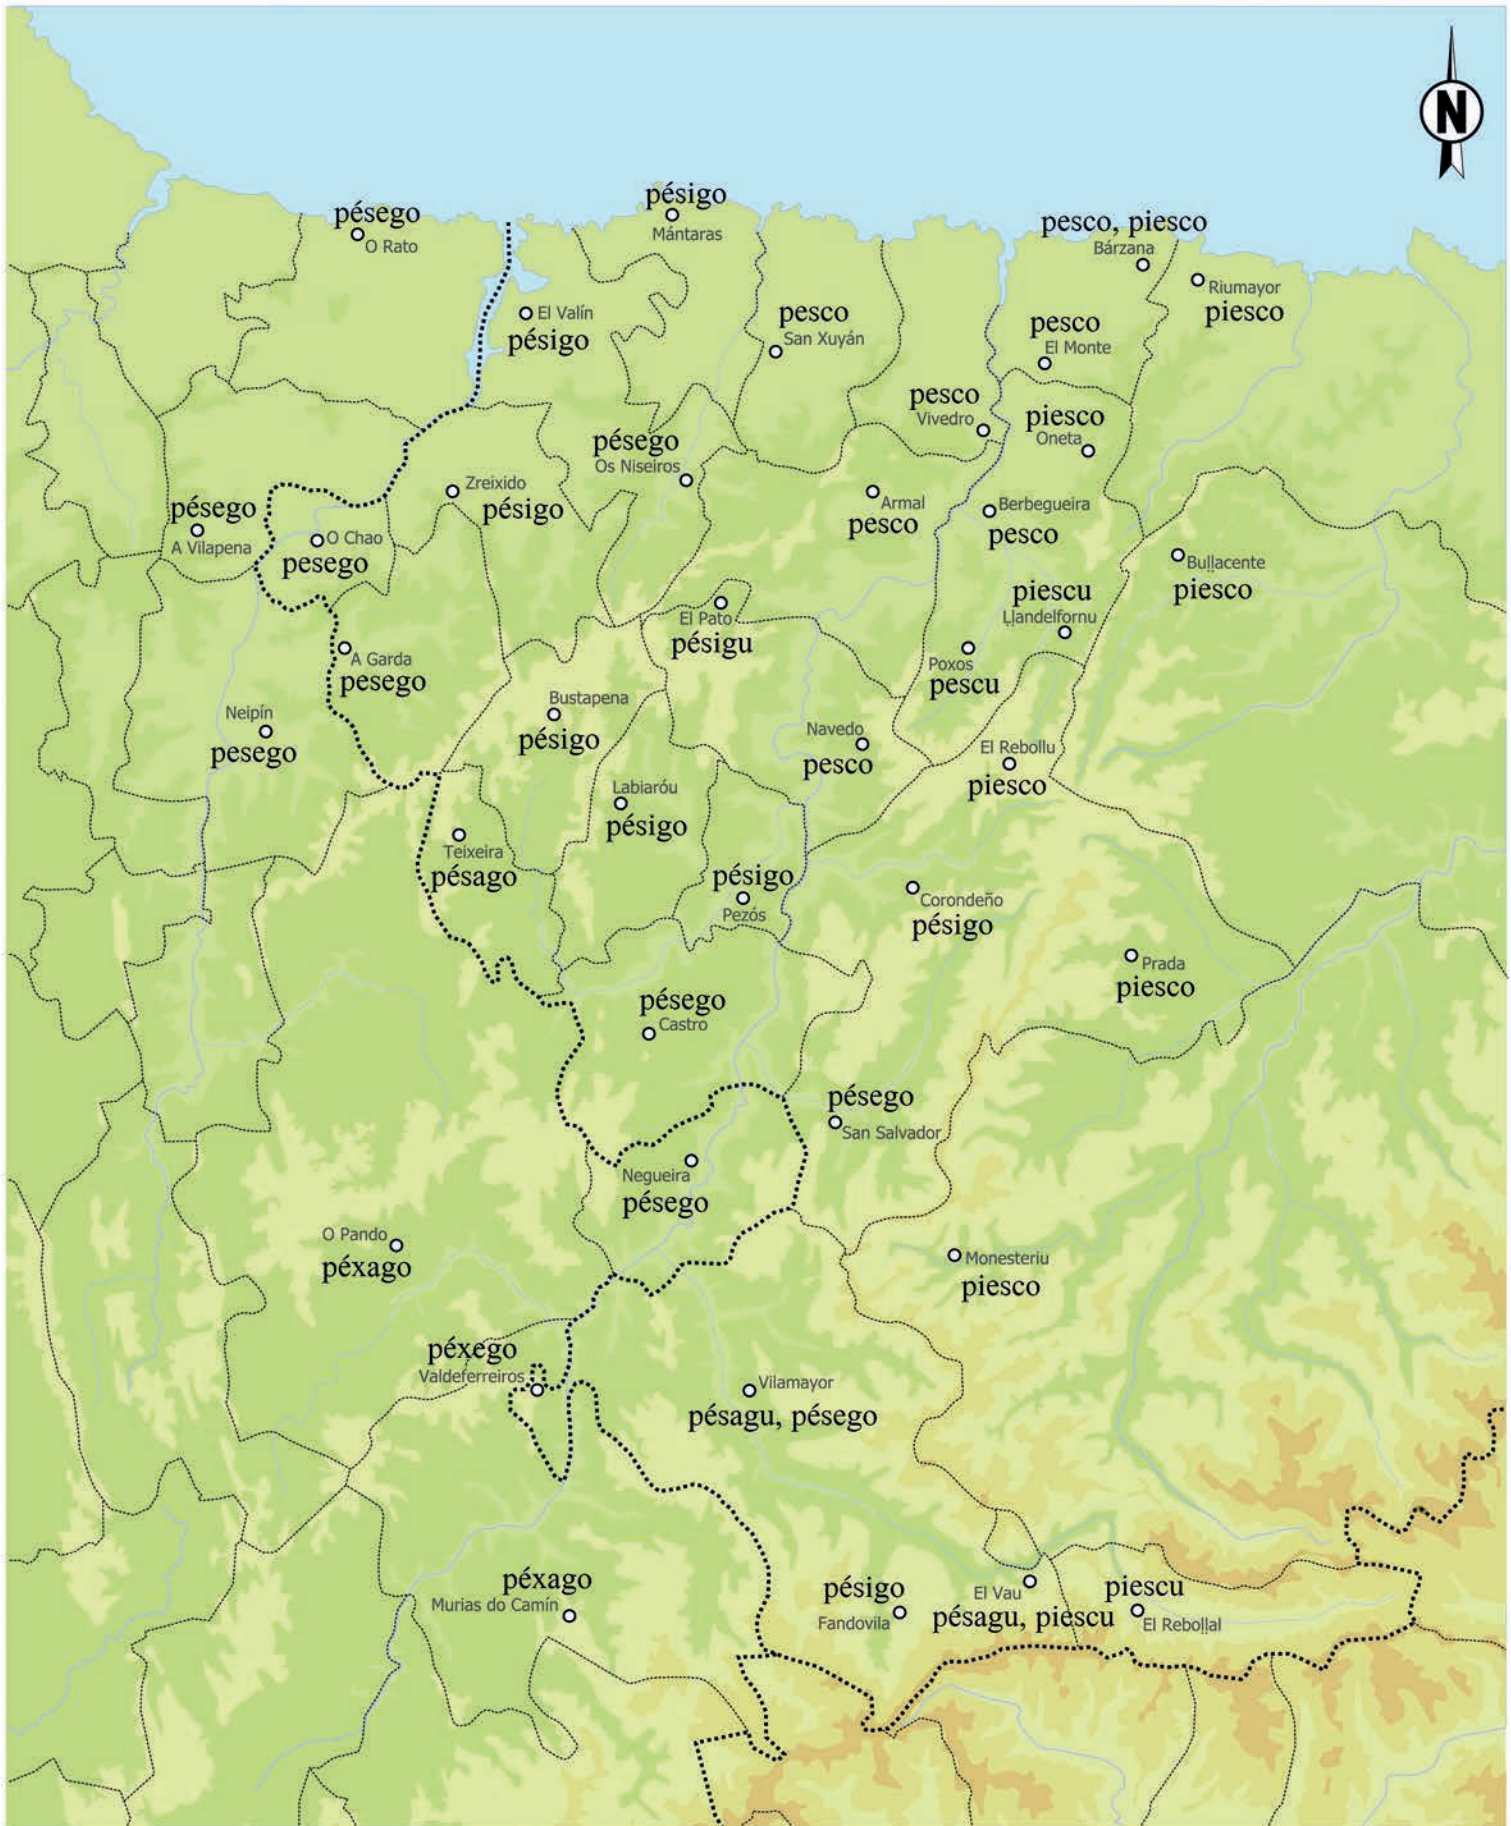 N
pésigo
Mántaras
pésego
O Rato
pesco, piesco
Bárzana
Riumayor
piesco
El Valín
pésigo
pesco
San Xuyán
pesco
El Monte
pesco
Vivedro
piesco
Oneta
pésego
Os Niseiros
Zreixido
pésigo
Armal
pesco
Berbegueira
pesco
pésego
A Vilapena
O Chao
pesego
Buḷḷacente
piesco
piescu
Ḷḷandelfornu
El Pato
pésigu
A Garda
pesego
Poxos
pescu
Neipín
pesego
Bustapena
pésigo
Navedo
pesco
El Rebollu
piesco
Labiaróu
pésigo
Teixeira
pésago
pésigo
Pezós
Corondeño
pésigo
Prada
piesco
pésego
Castro
pésego
San Salvador
Negueira
pésego
O Pando
péxago
Monesteriu
piesco
péxego
Valdeferreiros
Vilamayor
pésagu, pésego
péxago
Murias do Camín
pésigo
Fandovila
El Vau
pésagu, piescu
piescu
El Reboḷḷal